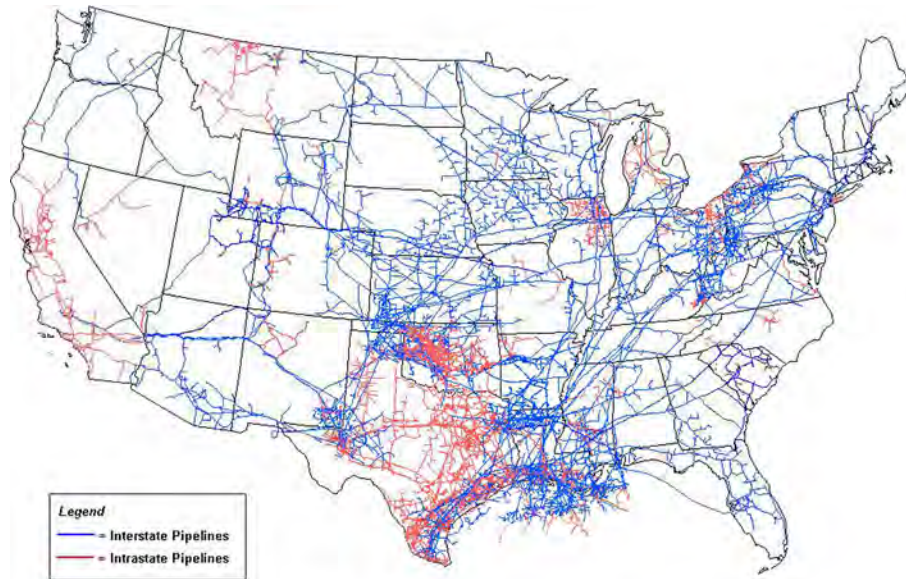 Legend
= Interstate Pipelines
= Intrastate Pipelines